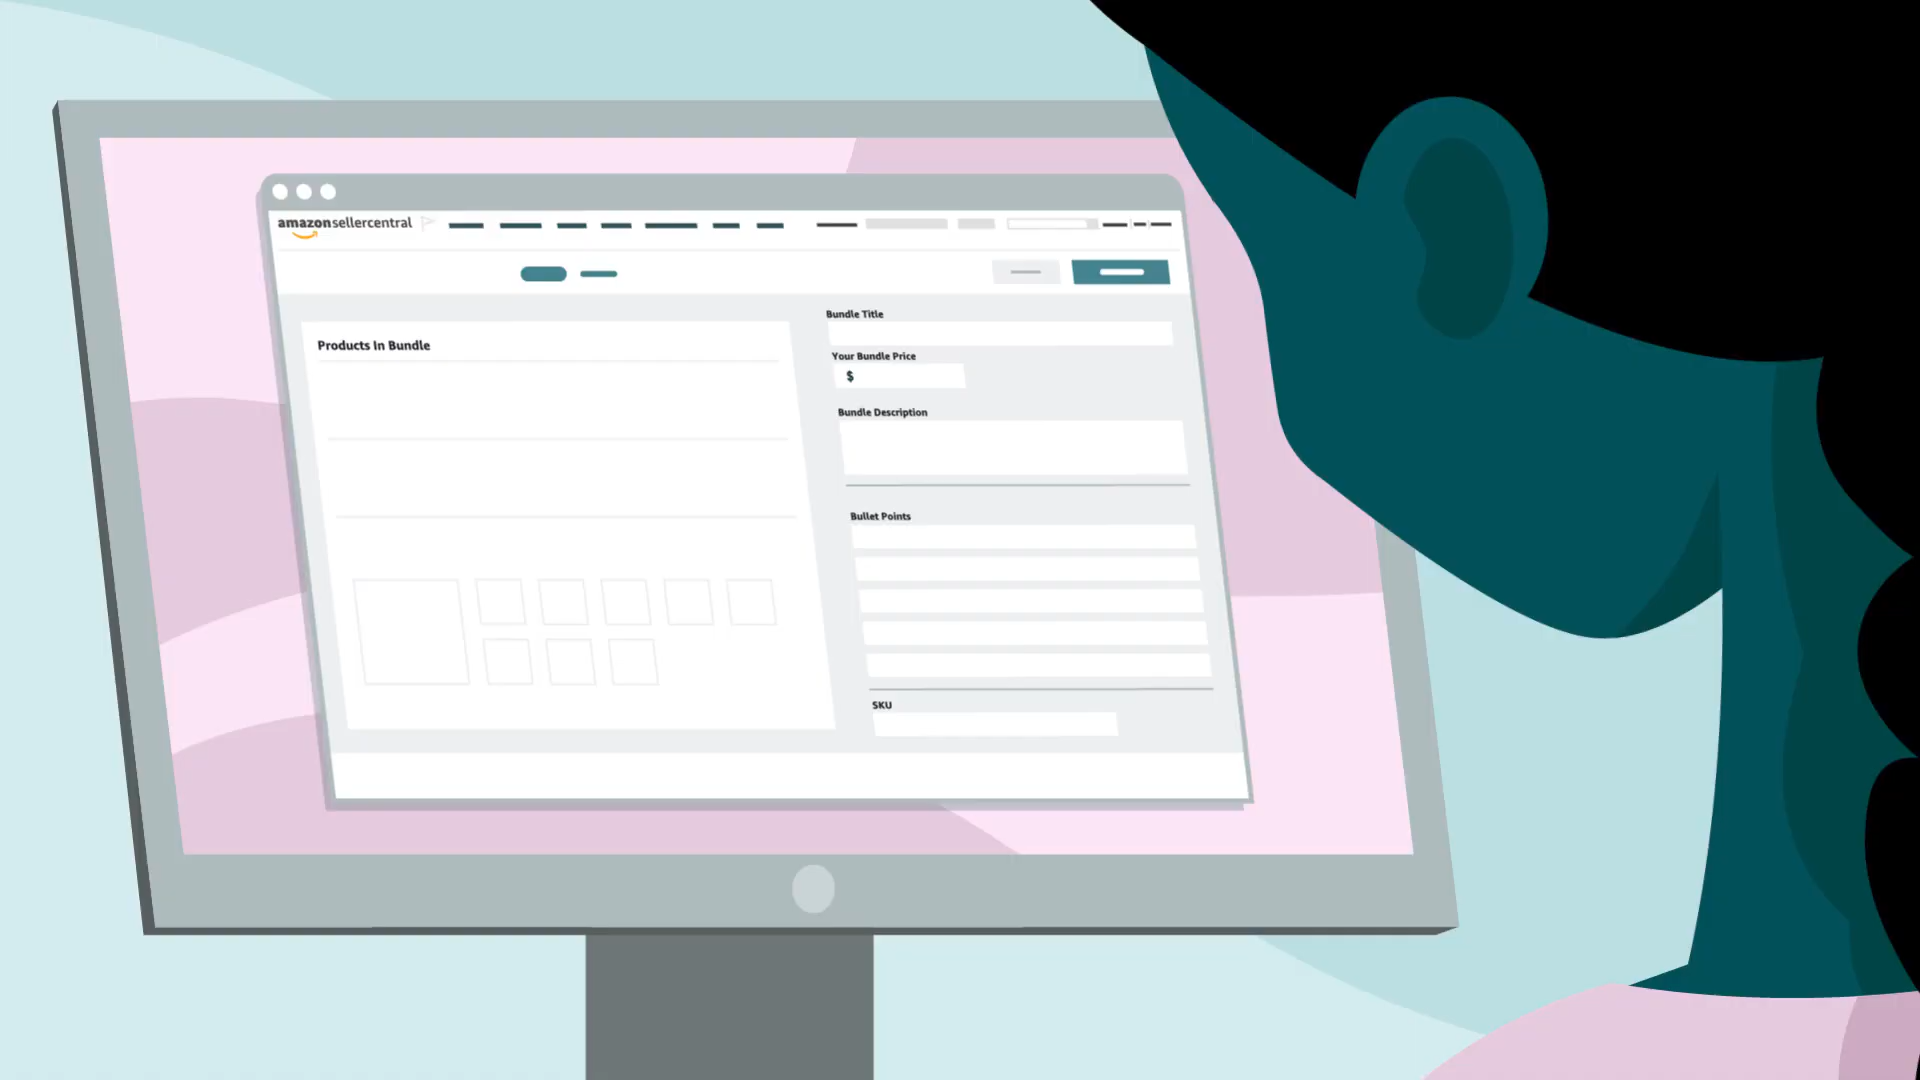 amazonsellercentral
Products In Bundle
Bundle Title
Your Bundle Price
$
Bundle Description
Bullet Points
SKU